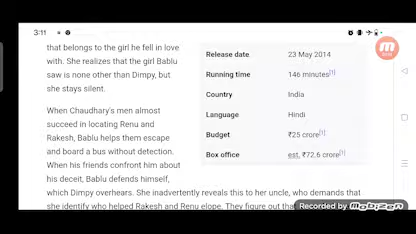 3:11
that belongs to the girl he fell in love
with. She realizes that the girl Bablu
saw is none other than Dimpy, but
she stays silent.
When Chaudhary's men almost
succeed in locating Renu and
Rakesh, Bablu helps them escape
and board a bus without detection.
When his friends confront him about
his deceit, Bablu defends himself,
which Dimpy overhears. She inadvertently reveals this to her uncle, who demands that
she identify who helped Rakesh and Renu elope. They figure out that
Release date 23 May 2014
Running time 146 minutes[1]
Country India
Language Hindi
Budget ₹25 crore[1]
Box office est. ₹72.6 crore[1]
Recorded by MOBIZEN